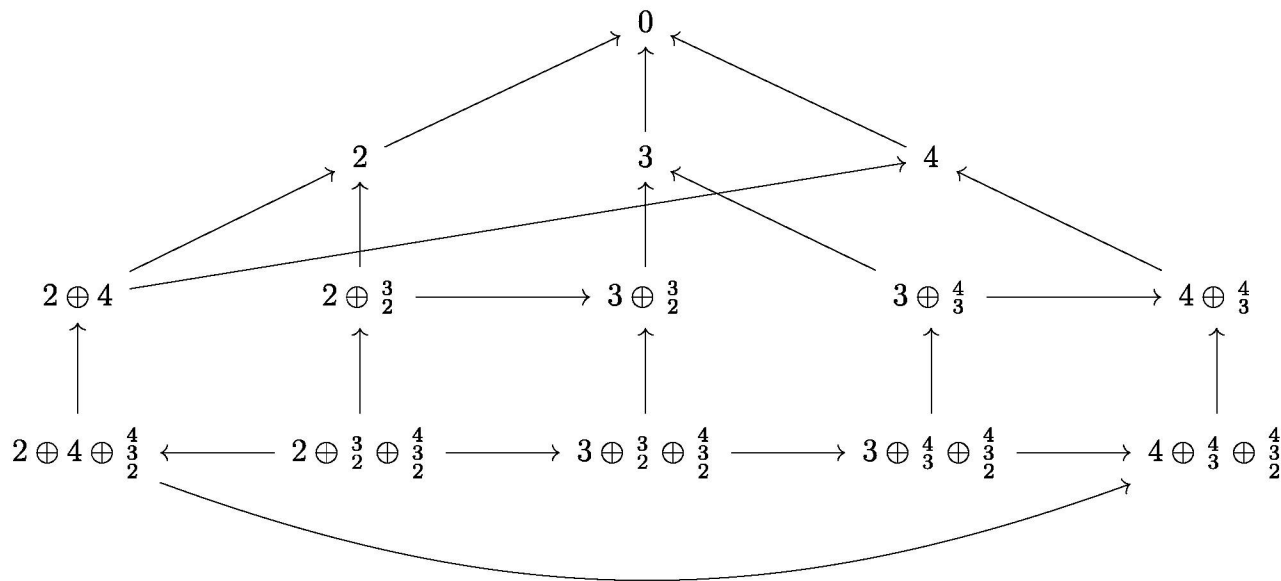 0
2 3 4
2 ⊕ 4 2 ⊕ 3/2 3 ⊕ 3/2 3 ⊕ 4/3 4 ⊕ 4/3
2 ⊕ 4 ⊕ 4/3/2 2 ⊕ 3/2 ⊕ 4/3/2 3 ⊕ 3/2 ⊕ 4/3/2 3 ⊕ 4/3 ⊕ 4/3/2 4 ⊕ 4/3 ⊕ 4/3/2